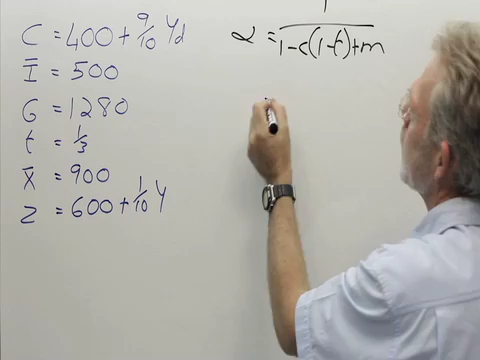 C = 400 + 9/10 Yd
Ī = 500
G = 1280
t = 1/3
X̄ = 900
Z = 600 + 1/10 Y
α = 1/(1-c(1-t)+m)